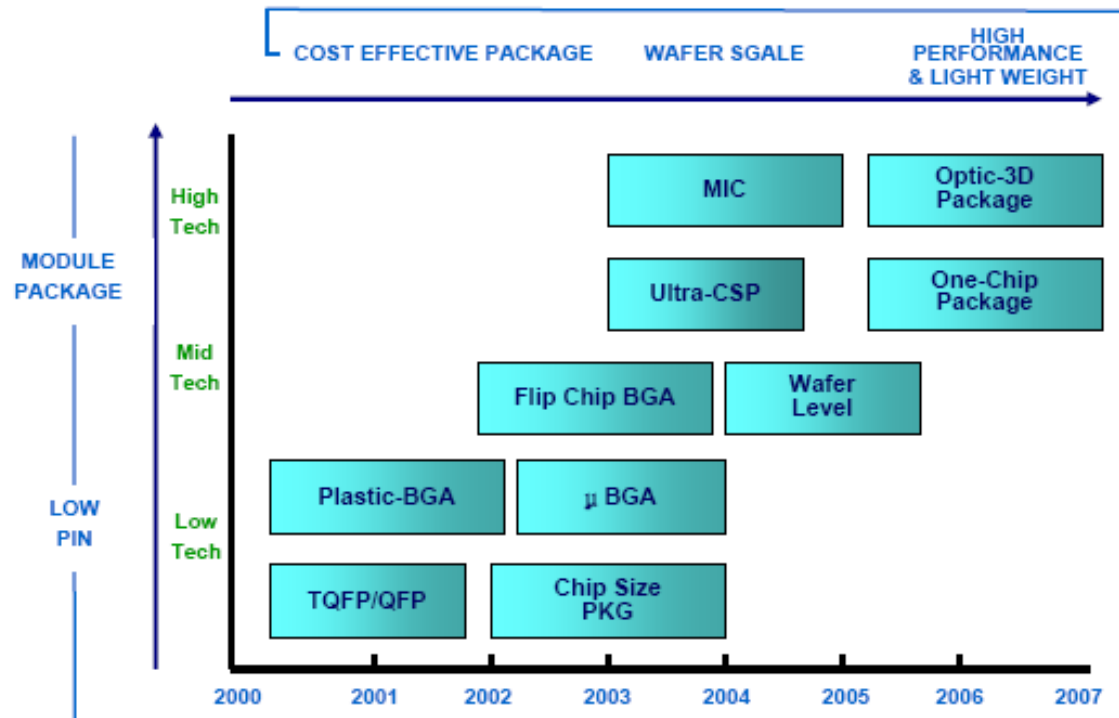 COST EFFECTIVE PACKAGE
WAFER SGALE
HIGH
PERFORMANCE
& LIGHT WEIGHT
High
Tech
MIC
Optic-3D
Package
MODULE
PACKAGE
Ultra-CSP
One-Chip
Package
Mid
Tech
Flip Chip BGA
Wafer
Level
LOW
PIN
Low
Tech
Plastic-BGA
μ BGA
TQFP/QFP
Chip Size
PKG
2000 2001 2002 2003 2004 2005 2006 2007